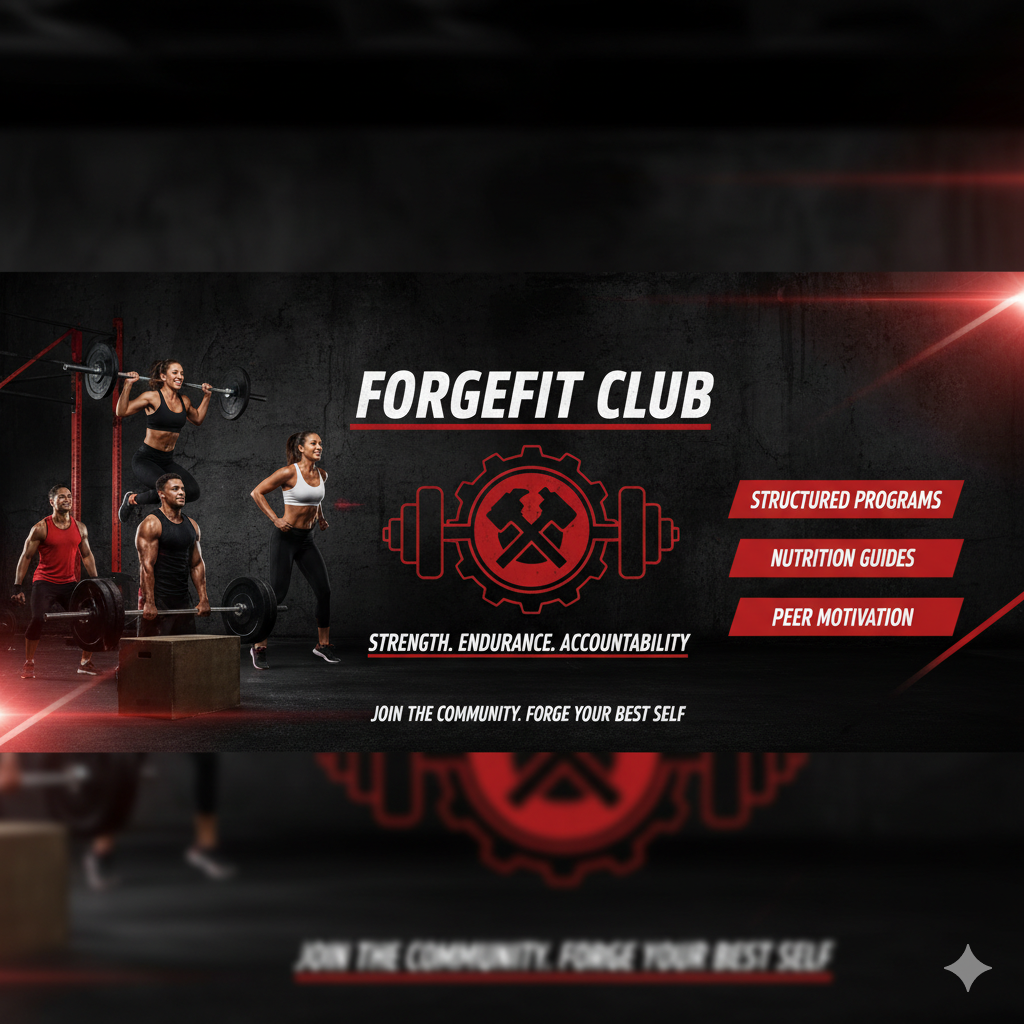 FORGEFIT CLUB
STRUCTURED PROGRAMS
NUTRITION GUIDES
PEER MOTIVATION
STRENGTH. ENDURANCE. ACCOUNTABILITY
JOIN THE COMMUNITY. FORGE YOUR BEST SELF
JOIN THE COMMUNITY. FORGE YOUR BEST SELF